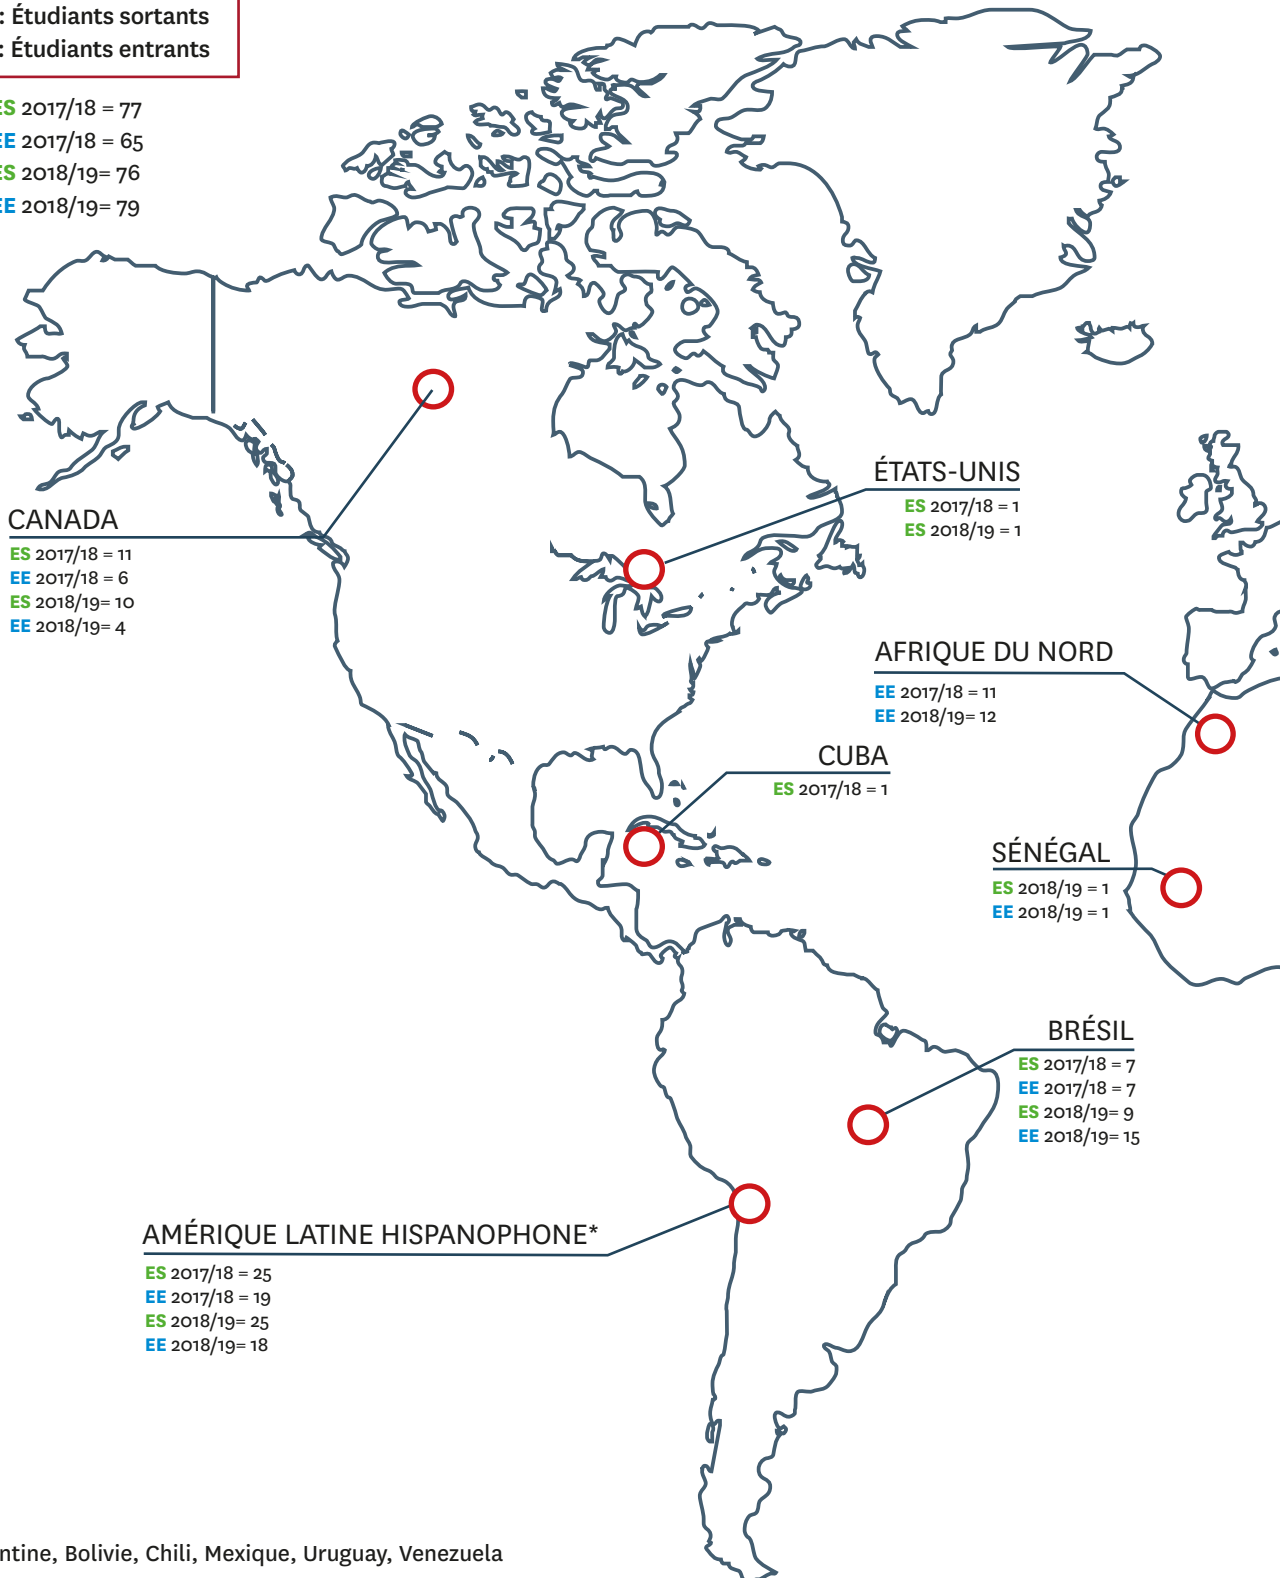 : Étudiants sortants
: Étudiants entrants
ES 2017/18 = 77
EE 2017/18 = 65
ES 2018/19= 76
EE 2018/19= 79
ÉTATS-UNIS
ES 2017/18 = 1
ES 2018/19 = 1
CANADA
ES 2017/18 = 11
EE 2017/18 = 6
ES 2018/19= 10
EE 2018/19= 4
AFRIQUE DU NORD
EE 2017/18 = 11
EE 2018/19= 12
CUBA
ES 2017/18 = 1
SÉNÉGAL
ES 2018/19 = 1
EE 2018/19 = 1
BRÉSIL
ES 2017/18 = 7
EE 2017/18 = 7
ES 2018/19= 9
EE 2018/19= 15
AMÉRIQUE LATINE HISPANOPHONE*
ES 2017/18 = 25
EE 2017/18 = 19
ES 2018/19= 25
EE 2018/19= 18
ntine, Bolivie, Chili, Mexique, Uruguay, Venezuela